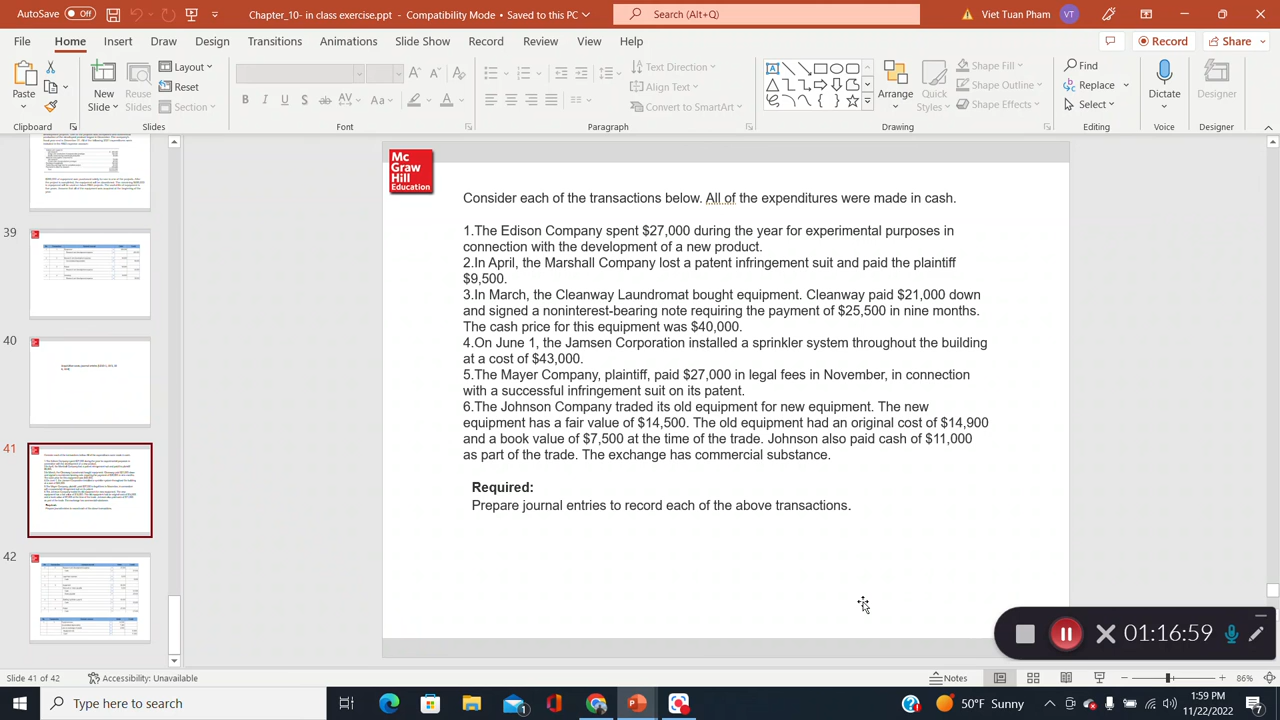 AutoSave Off Chapter_10- in class exercise.ppt • Saved to this PC Search (Alt+Q) Viet Tuan Pham VT
File Home Insert Draw Design Transitions Animations Slide Show Record Review View Help Record Share
Paste New Slide Reuse Slides Layout Reset Section Text Direction Align Text Convert to SmartArt Arrange Quick Styles Shape Fill Shape Outline Shape Effects Find Replace Select Dictate Designer
Clipboard Slides Font Paragraph Drawing Editing Voice Designer
Mc
Graw
Hill
Education
Consider each of the transactions below. All of the expenditures were made in cash.
1.The Edison Company spent $27,000 during the year for experimental purposes in
connection with the development of a new product.
2.In April, the Marshall Company lost a patent infringement suit and paid the plaintiff
$9,500.
3.In March, the Cleanway Laundromat bought equipment. Cleanway paid $21,000 down
and signed a noninterest-bearing note requiring the payment of $25,500 in nine months.
The cash price for this equipment was $40,000.
4.On June 1, the Jamsen Corporation installed a sprinkler system throughout the building
at a cost of $43,000.
5.The Mayer Company, plaintiff, paid $27,000 in legal fees in November, in connection
with a successful infringement suit on its patent.
6.The Johnson Company traded its old equipment for new equipment. The new
equipment has a fair value of $14,500. The old equipment had an original cost of $14,900
and a book value of $7,500 at the time of the trade. Johnson also paid cash of $11,000
as part of the trade. The exchange has commercial substance.
Required:
Prepare journal entries to record each of the above transactions.
39
40
41
42
01:16:59
Slide 41 of 42 Accessibility: Unavailable Notes 86%
Type here to search 50°F Sunny 1:59 PM
11/22/2022